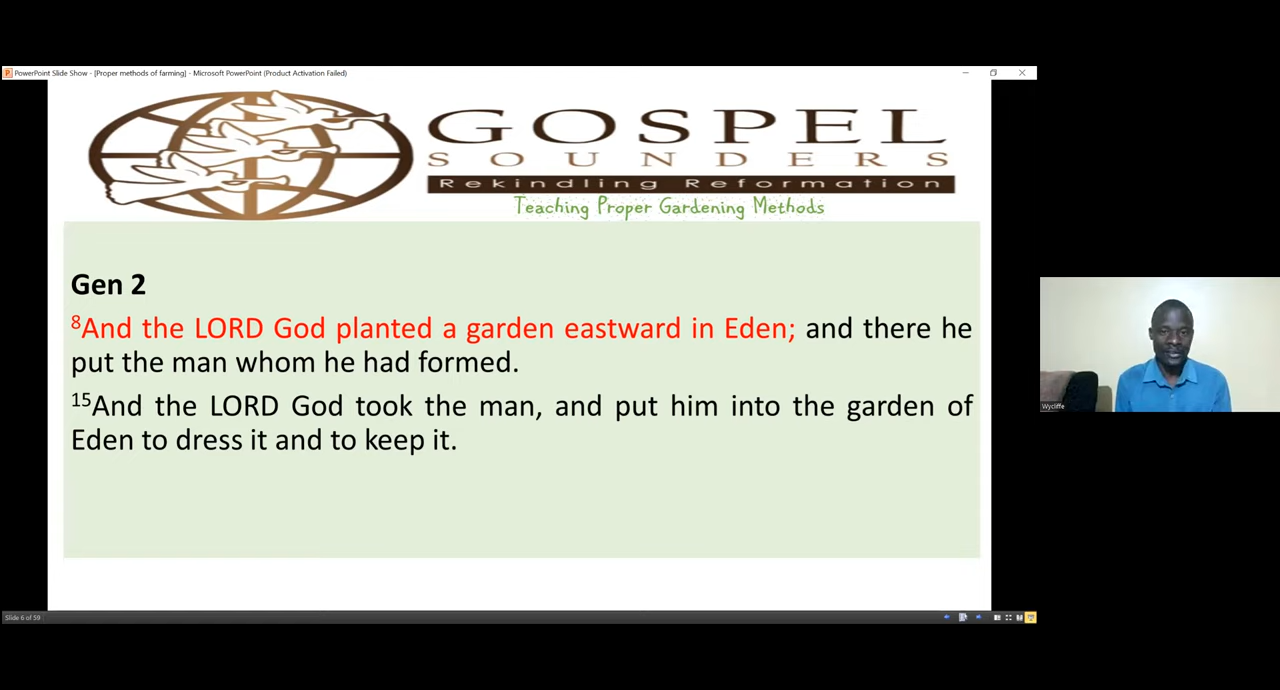 PowerPoint Slide Show - [Proper methods of farming] - Microsoft PowerPoint (Product Activation Failed)
GOSPEL
SOUNDERS
Rekindling Reformation
Teaching Proper Gardening Methods
Gen 2
8And the LORD God planted a garden eastward in Eden; and there he
put the man whom he had formed.
15And the LORD God took the man, and put him into the garden of
Eden to dress it and to keep it.
Wycliffe
Slide 6 of 59